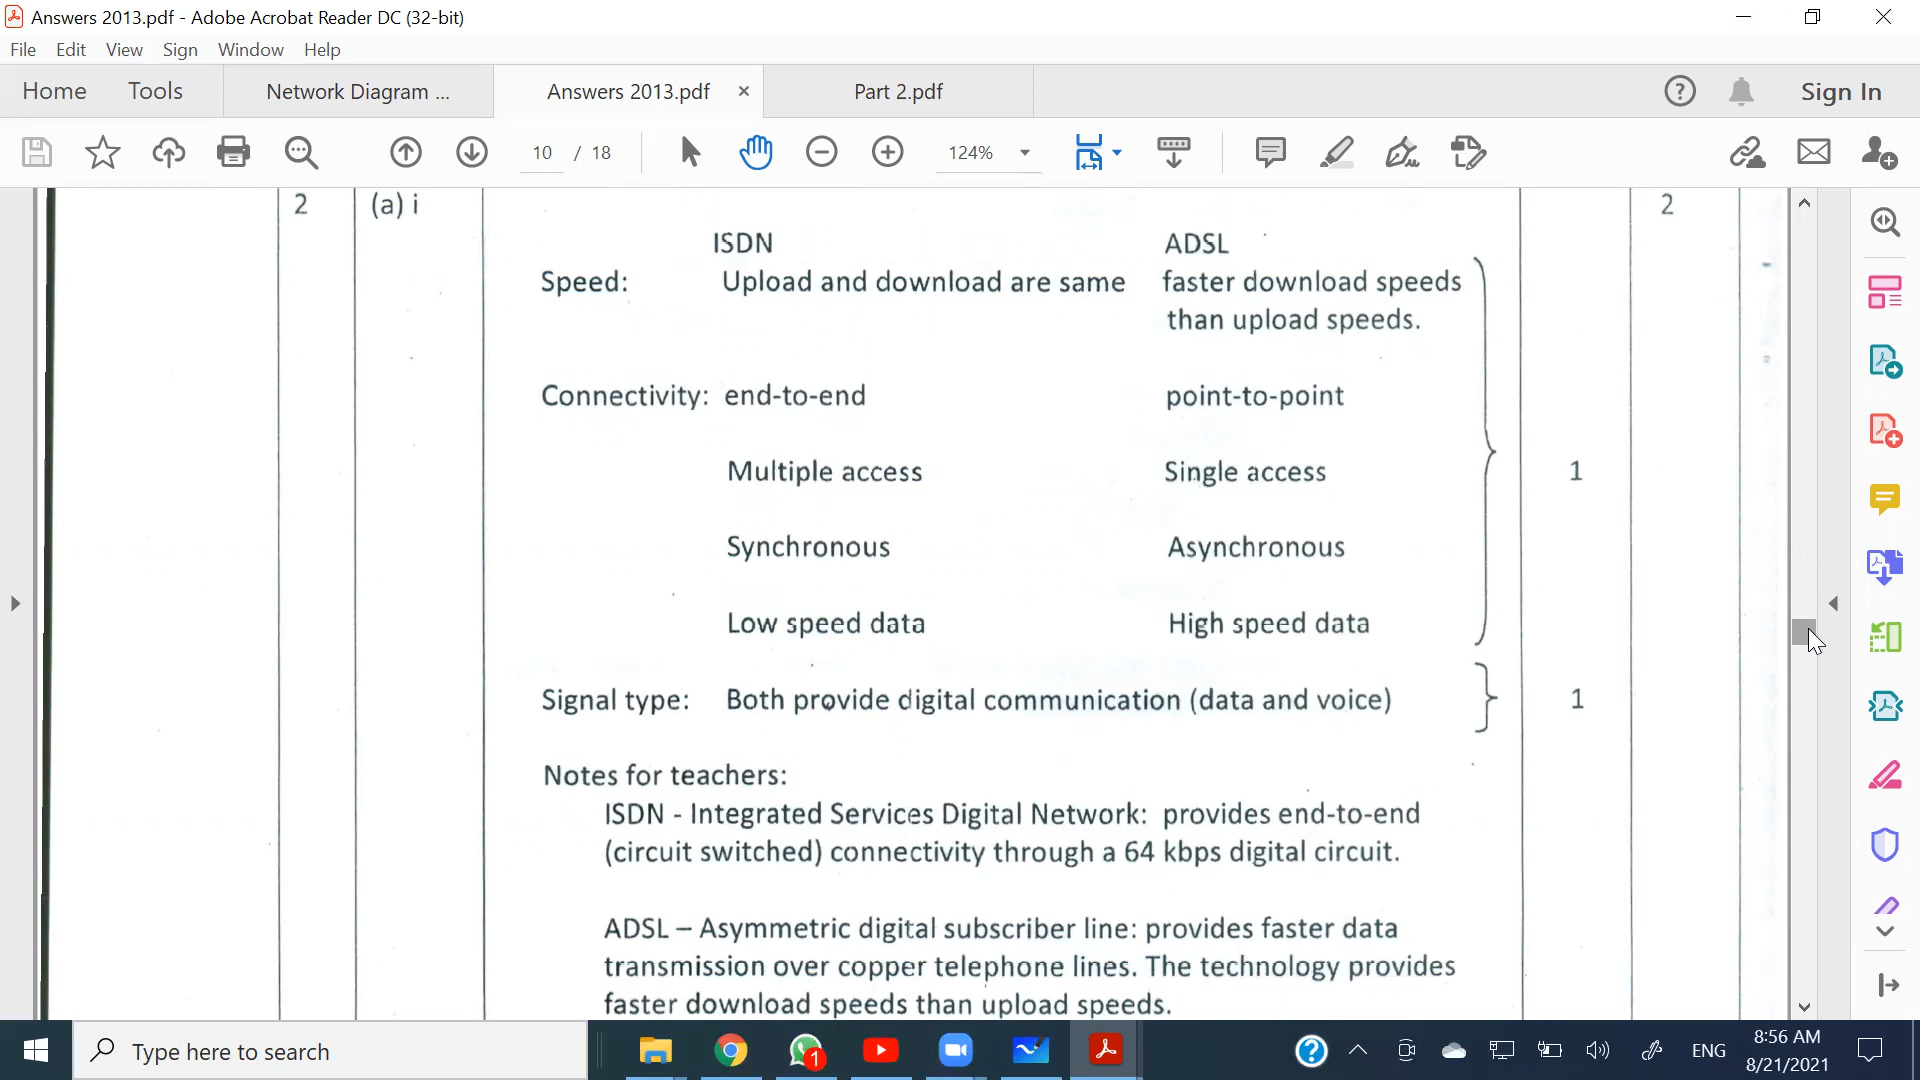 Answers 2013.pdf - Adobe Acrobat Reader DC (32-bit)
File Edit View Sign Window Help
Home Tools Network Diagram ... Answers 2013.pdf × Part 2.pdf ? Sign In
10 / 18 124%
2 (a) i 2
ISDN ADSL
Speed: Upload and download are same faster download speeds
than upload speeds.
Connectivity: end-to-end point-to-point
Multiple access Single access 1
Synchronous Asynchronous
Low speed data High speed data
Signal type: Both provide digital communication (data and voice) 1
Notes for teachers:
ISDN - Integrated Services Digital Network: provides end-to-end
(circuit switched) connectivity through a 64 kbps digital circuit.
ADSL – Asymmetric digital subscriber line: provides faster data
transmission over copper telephone lines. The technology provides
faster download speeds than upload speeds.
Type here to search 1 ? ENG 8:56 AM
8/21/2021